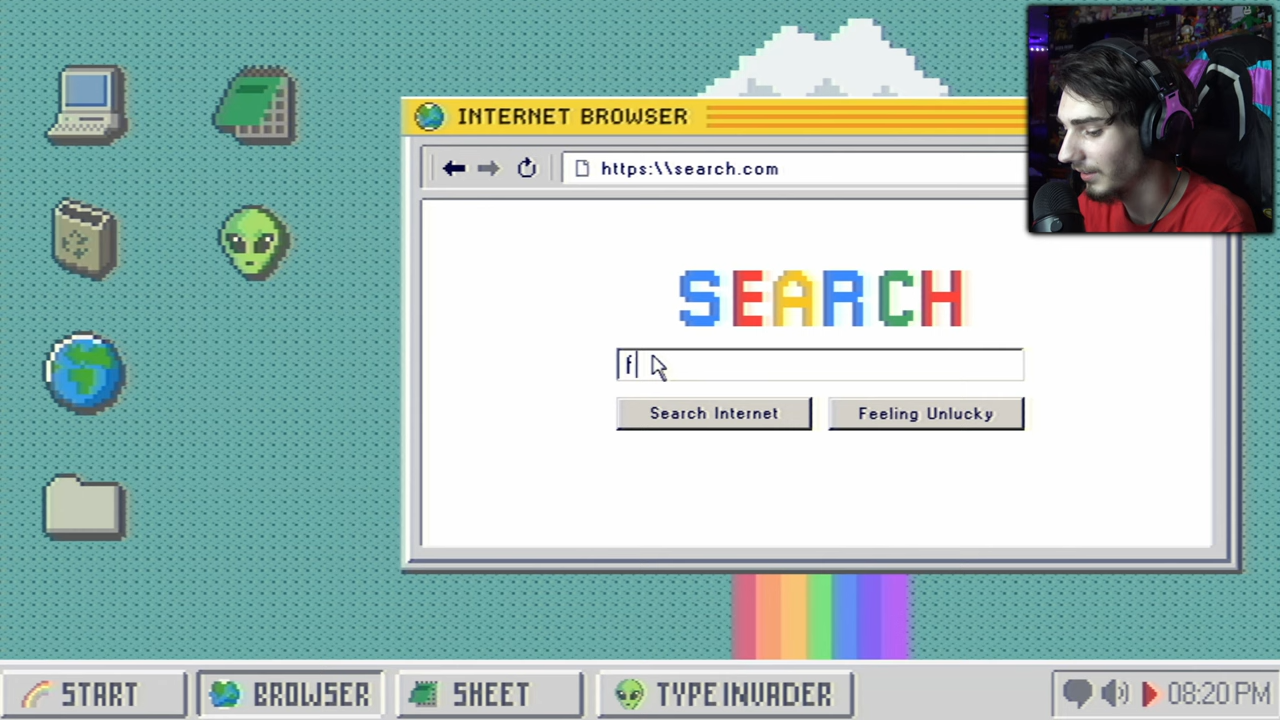 INTERNET BROWSER
https:\\search.com
SEARCH
f
Search Internet
Feeling Unlucky
START
BROWSER
SHEET
TYPE INVADER
08:20 PM